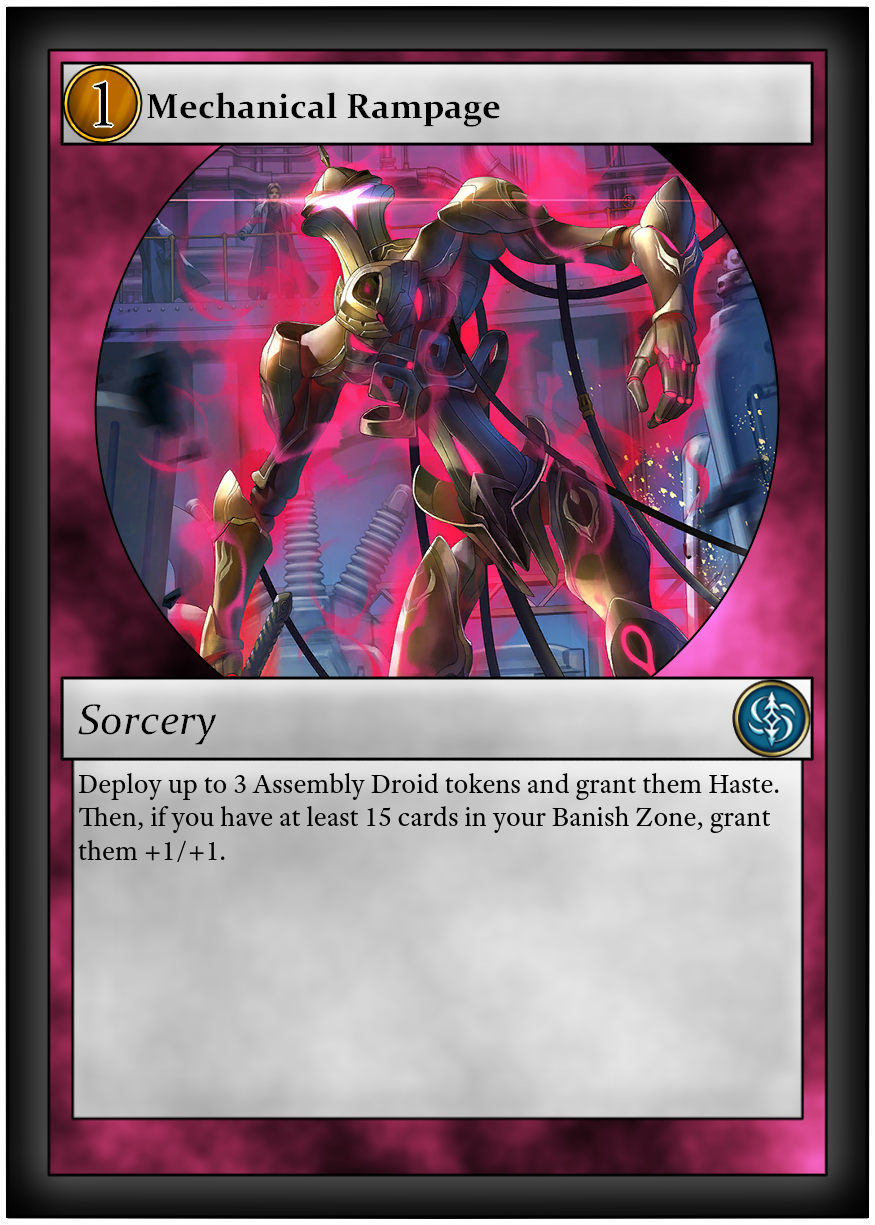 1 Mechanical Rampage
Sorcery
Deploy up to 3 Assembly Droid tokens and grant them Haste.
Then, if you have at least 15 cards in your Banish Zone, grant
them +1/+1.